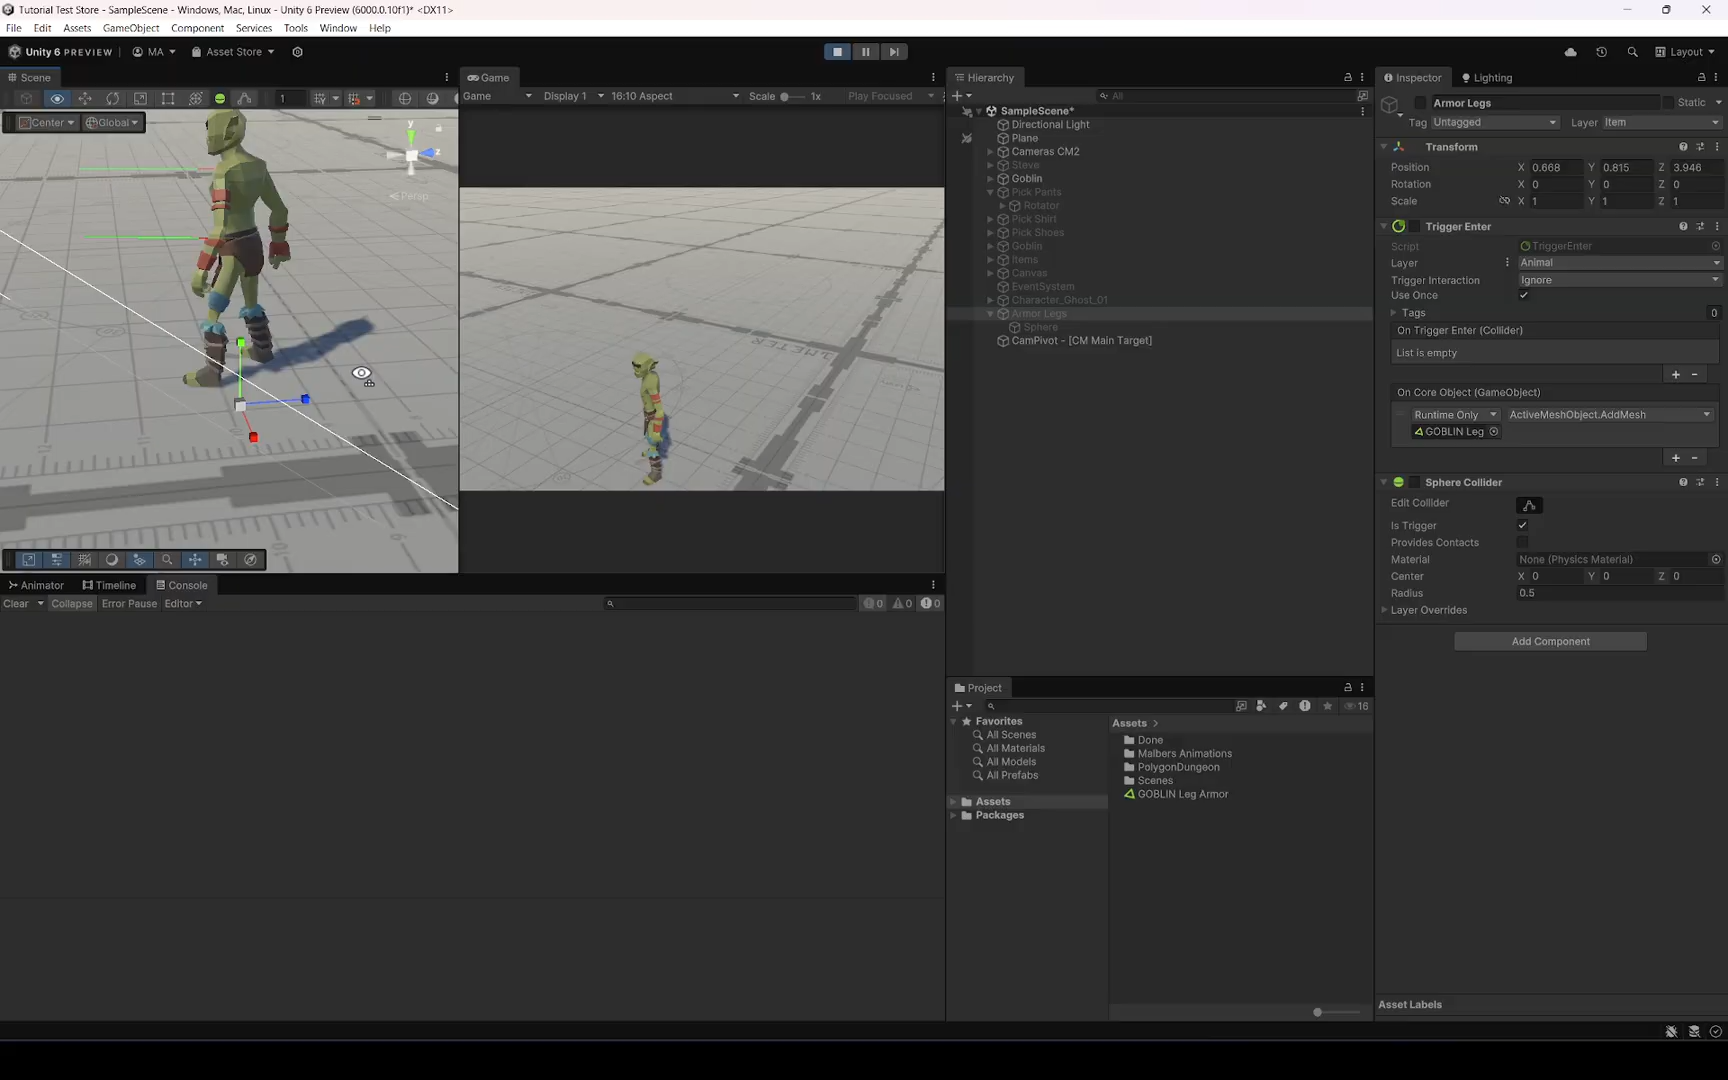 Tutorial Test Store - SampleScene - Windows, Mac, Linux - Unity 6 Preview (6000.0.10f1)* <DX11>
File Edit Assets GameObject Component Services Tools Window Help
Unity 6 PREVIEW MA Asset Store Layout
Scene
Game
Hierarchy
Inspector Lighting
1
Game Display 1 16:10 Aspect Scale 1x Play Focused
All
Center Global
y
Persp
SampleScene*
Directional Light
Plane
Cameras CM2
Steve
Goblin
Pick Pants
Rotator
Pick Shirt
Pick Shoes
Goblin
Items
Canvas
EventSystem
Character_Ghost_01
Armor Legs
Sphere
CamPivot - [CM Main Target]
Armor Legs Static
Tag Untagged Layer Item
Transform
Position X 0.668 Y 0.815 Z 3.946
Rotation X 0 Y 0 Z 0
Scale X 1 Y 1 Z 1
Trigger Enter
Script TriggerEnter
Layer Animal
Trigger Interaction Ignore
Use Once
Tags 0
On Trigger Enter (Collider)
List is empty
+ -
On Core Object (GameObject)
Runtime Only ActiveMeshObject.AddMesh
GOBLIN Leg
+ -
Sphere Collider
Edit Collider
Is Trigger
Provides Contacts
Material None (Physics Material)
Center X 0 Y 0 Z 0
Radius 0.5
Layer Overrides
Add Component
1METER
Animator Timeline Console
Clear Collapse Error Pause Editor 0 0 0
Project
16
Favorites
All Scenes
All Materials
All Models
All Prefabs
Assets
Packages
Assets >
Done
Malbers Animations
PolygonDungeon
Scenes
GOBLIN Leg Armor
Asset Labels